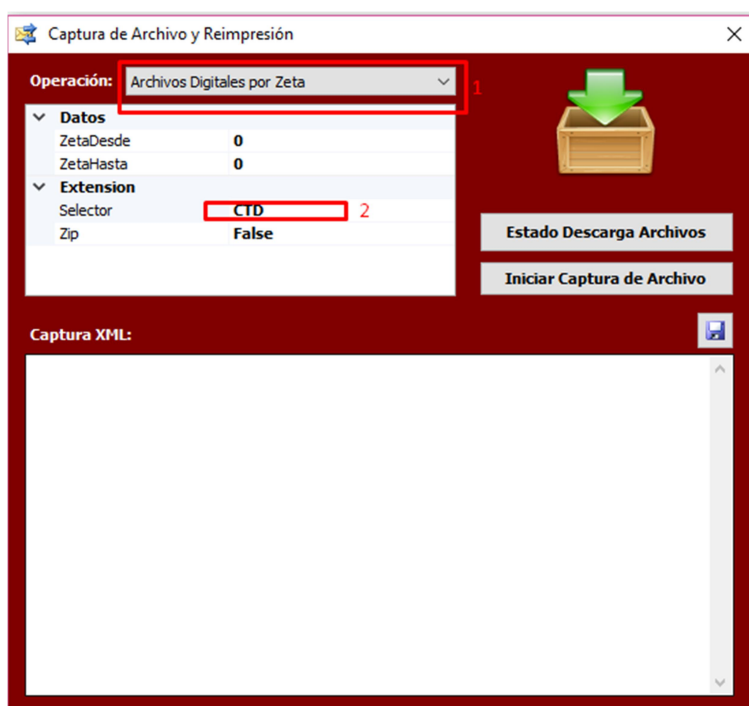 Captura de Archivo y Reimpresión
Operación: Archivos Digitales por Zeta 1
Datos
ZetaDesde 0
ZetaHasta 0
Extension
Selector CTD 2
Zip False
Estado Descarga Archivos
Iniciar Captura de Archivo
Captura XML: